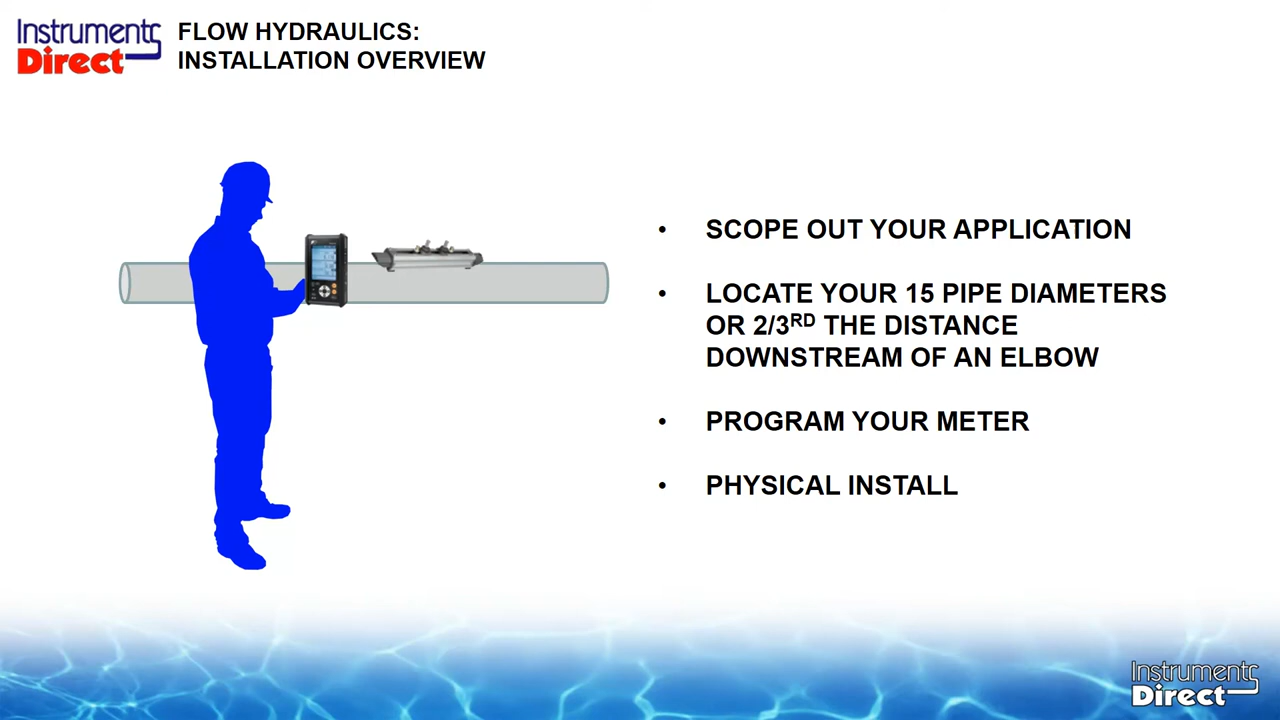 Instruments
Direct
FLOW HYDRAULICS:
INSTALLATION OVERVIEW
• SCOPE OUT YOUR APPLICATION
• LOCATE YOUR 15 PIPE DIAMETERS
OR 2/3RD THE DISTANCE
DOWNSTREAM OF AN ELBOW
• PROGRAM YOUR METER
• PHYSICAL INSTALL
Instruments
Direct